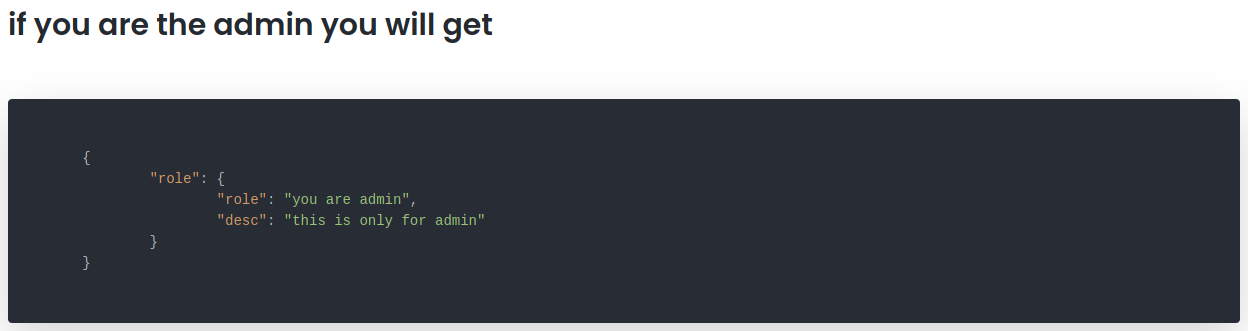 if you are the admin you will get
{
"role": {
"role": "you are admin",
"desc": "this is only for admin"
}
}